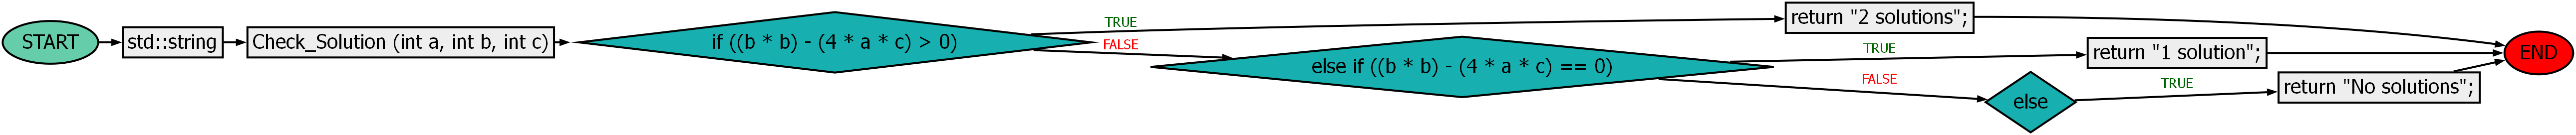 START
std::string
Check_Solution (int a, int b, int c)
if ((b * b) - (4 * a * c) > 0)
TRUE
FALSE
return "2 solutions";
else if ((b * b) - (4 * a * c) == 0)
TRUE
FALSE
return "1 solution";
else
TRUE
return "No solutions";
END